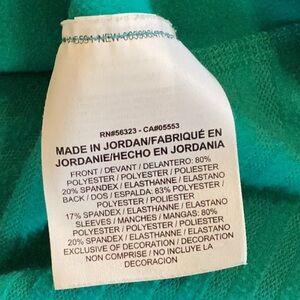 RN#56323 - CA#05553
MADE IN JORDAN/FABRIQUÉ EN
JORDANIE/HECHO EN JORDANIA
FRONT / DEVANT / DELANTERO: 80%
POLYESTER / POLYESTER / POLIESTER
20% SPANDEX / ELASTHANNE / ELASTANO
BACK / DOS / ESPALDA: 83% POLYESTER /
POLYESTER / POLIESTER
17% SPANDEX / ELASTHANNE / ELASTANO
SLEEVES / MANCHES / MANGAS: 80%
POLYESTER / POLYESTER / POLIESTER
20% SPANDEX / ELASTHANNE / ELASTANO
EXCLUSIVE OF DECORATION / DECORATION
NON COMPRISE / NO INCLUYE LA
DECORACION